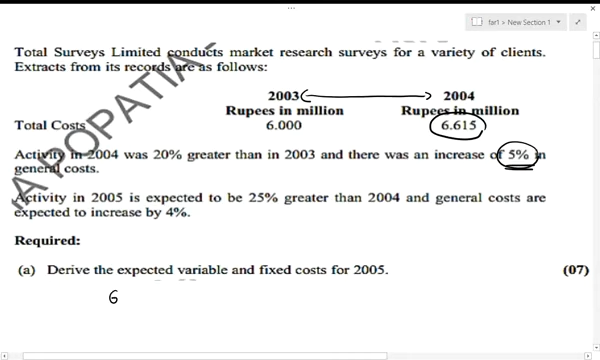 far1 > New Section 1
Total Surveys Limited conducts market research surveys for a variety of clients.
Extracts from its records are as follows:
2003 2004
Rupees in million Rupees in million
Total Costs 6.000 6.615
Activity in 2004 was 20% greater than in 2003 and there was an increase of 5% in
general costs.
Activity in 2005 is expected to be 25% greater than 2004 and general costs are
expected to increase by 4%.
Required:
(a) Derive the expected variable and fixed costs for 2005. (07)
6